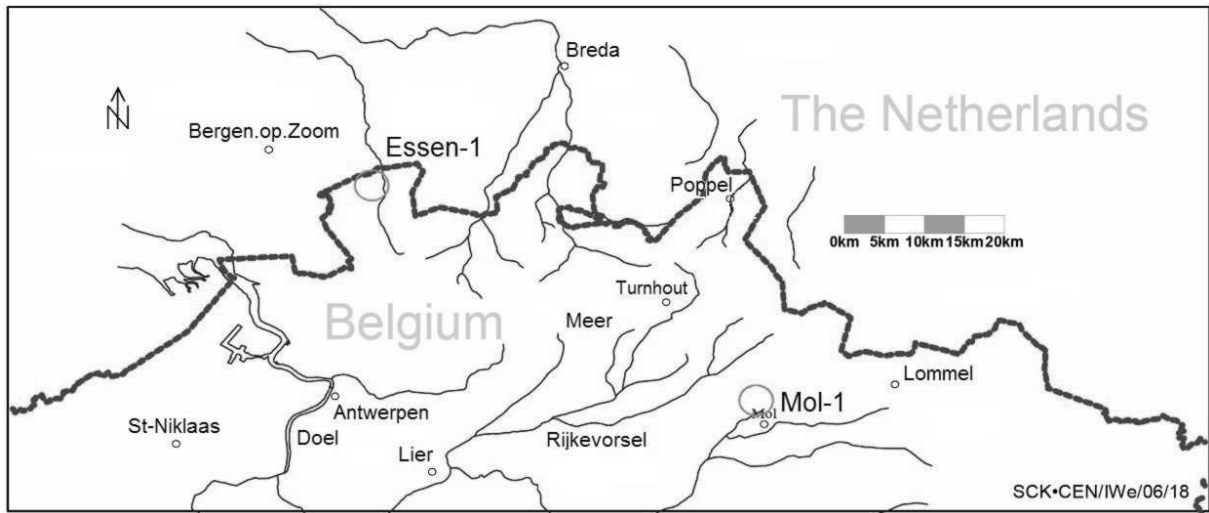 Breda
The Netherlands
N
Bergen.op.Zoom
Essen-1
Poppel
0km 5km 10km 15km 20km
Turnhout
Belgium
Meer
Lommel
Antwerpen
Mol-1
Mol
St-Niklaas
Doel
Rijkevorsel
Lier
SCK•CEN/IWe/06/18